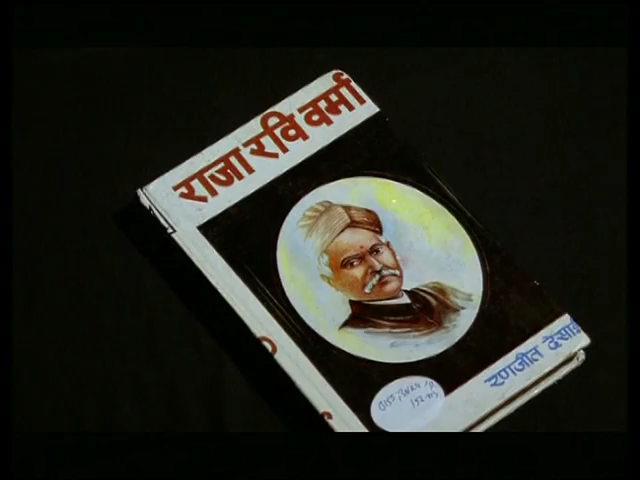 राजा रवि वर्मा
रणजीत देसाई